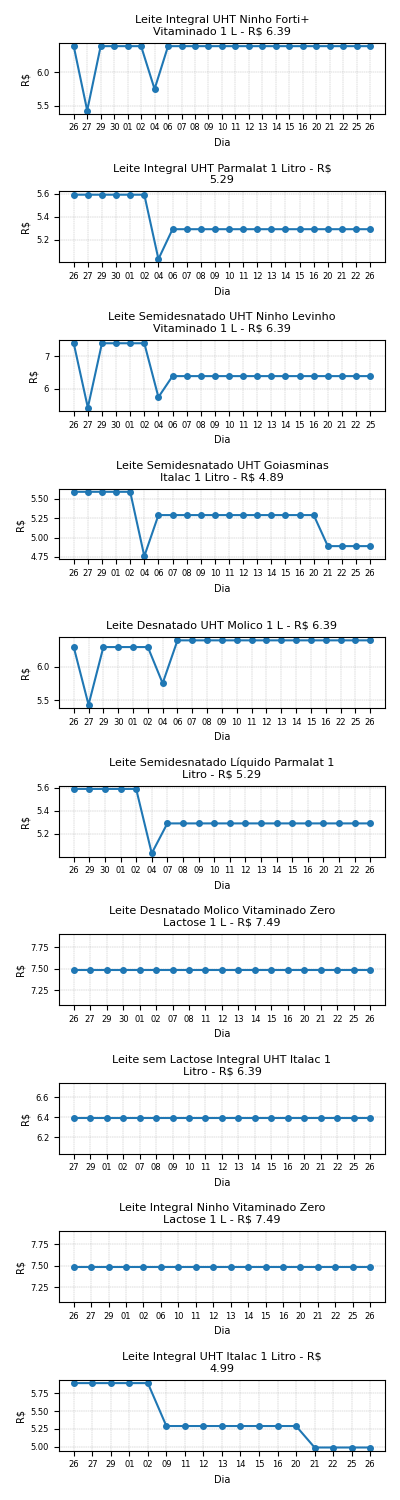 Leite Integral UHT Ninho Forti+
Vitaminado 1 L - R$ 6.39
R$
6.0
5.5
26 27 29 30 01 02 04 06 07 08 09 10 11 12 13 14 15 16 20 21 22 25 26
Dia
Leite Integral UHT Parmalat 1 Litro - R$
5.29
R$
5.6
5.4
5.2
26 27 29 30 01 02 04 06 07 08 09 10 11 12 13 14 15 16 20 21 22 26
Dia
Leite Semidesnatado UHT Ninho Levinho
Vitaminado 1 L - R$ 6.39
R$
7
6
26 27 29 30 01 02 04 06 07 08 09 10 11 12 13 14 15 16 20 21 22 25
Dia
Leite Semidesnatado UHT Goiasminas
Italac 1 Litro - R$ 4.89
R$
5.50
5.25
5.00
4.75
26 27 29 01 02 04 06 07 08 09 10 11 12 13 14 15 16 20 21 22 25 26
Dia
Leite Desnatado UHT Molico 1 L - R$ 6.39
R$
6.0
5.5
26 27 29 30 01 02 04 06 07 08 09 10 11 12 13 14 15 16 22 25 26
Dia
Leite Semidesnatado Líquido Parmalat 1
Litro - R$ 5.29
R$
5.6
5.4
5.2
26 29 30 01 02 04 07 08 09 10 11 12 13 14 15 16 20 21 22 26
Dia
Leite Desnatado Molico Vitaminado Zero
Lactose 1 L - R$ 7.49
R$
7.75
7.50
7.25
26 27 29 30 01 02 07 08 11 12 13 14 15 16 20 21 22 25 26
Dia
Leite sem Lactose Integral UHT Italac 1
Litro - R$ 6.39
R$
6.6
6.4
6.2
27 29 01 02 07 08 09 10 11 12 13 14 15 16 20 21 22 25 26
Dia
Leite Integral Ninho Vitaminado Zero
Lactose 1 L - R$ 7.49
R$
7.75
7.50
7.25
26 27 29 01 02 06 10 11 12 13 14 15 16 20 21 22 25 26
Dia
Leite Integral UHT Italac 1 Litro - R$
4.99
R$
5.75
5.50
5.25
5.00
26 27 29 01 02 09 11 12 13 14 15 16 20 21 22 25 26
Dia